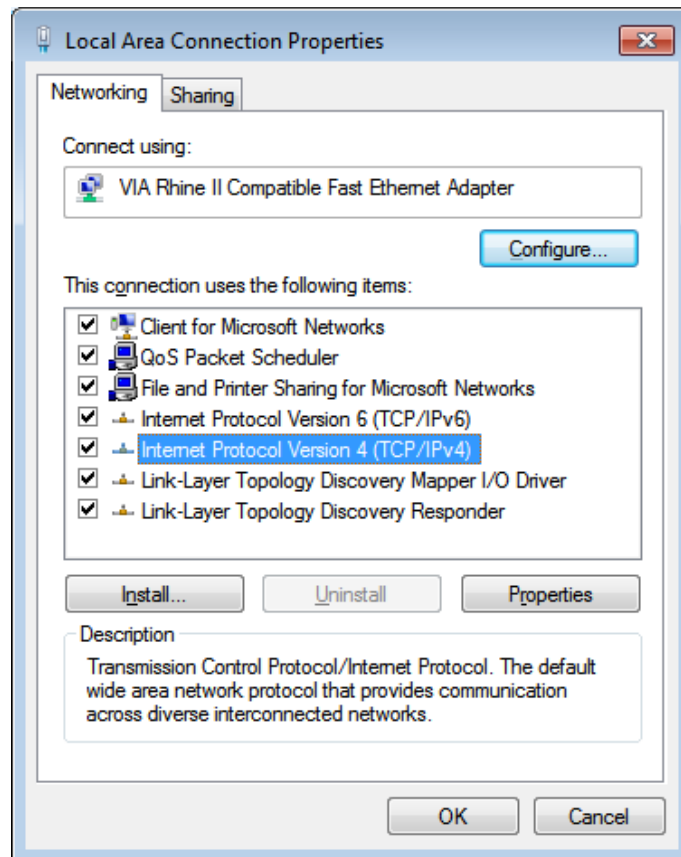 Local Area Connection Properties
Networking
Sharing
Connect using:
VIA Rhine II Compatible Fast Ethernet Adapter
Configure...
This connection uses the following items:
Client for Microsoft Networks
QoS Packet Scheduler
File and Printer Sharing for Microsoft Networks
Internet Protocol Version 6 (TCP/IPv6)
Internet Protocol Version 4 (TCP/IPv4)
Link-Layer Topology Discovery Mapper I/O Driver
Link-Layer Topology Discovery Responder
Install...
Uninstall
Properties
Description
Transmission Control Protocol/Internet Protocol. The default
wide area network protocol that provides communication
across diverse interconnected networks.
OK
Cancel